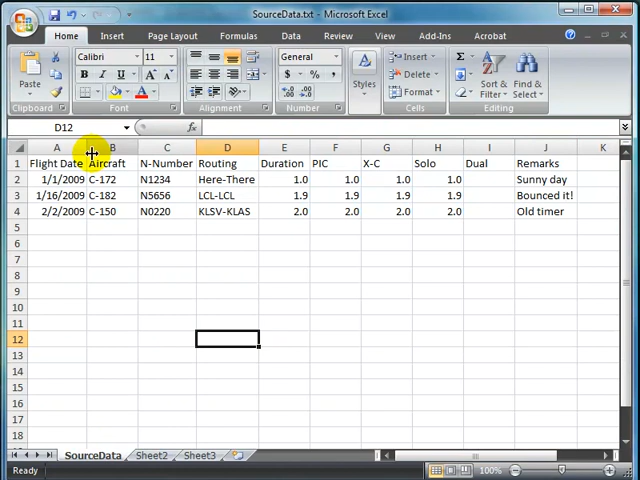 SourceData.txt - Microsoft Excel
Home Insert Page Layout Formulas Data Review View Add-Ins Acrobat
Paste Calibri 11 General Styles Insert Sort & Filter Find & Select
B I U A A $ % , Delete
Format
Clipboard Font Alignment Number Cells Editing
D12 fx
A B C D E F G H I J K
1 Flight Date Aircraft N-Number Routing Duration PIC X-C Solo Dual Remarks
2 1/1/2009 C-172 N1234 Here-There 1.0 1.0 1.0 1.0 Sunny day
3 1/16/2009 C-182 N5656 LCL-LCL 1.9 1.9 1.9 1.9 Bounced it!
4 2/2/2009 C-150 N0220 KLSV-KLAS 2.0 2.0 2.0 2.0 Old timer
5
6
7
8
9
10
11
12
13
14
15
16
17
18
SourceData Sheet2 Sheet3
Ready 100%